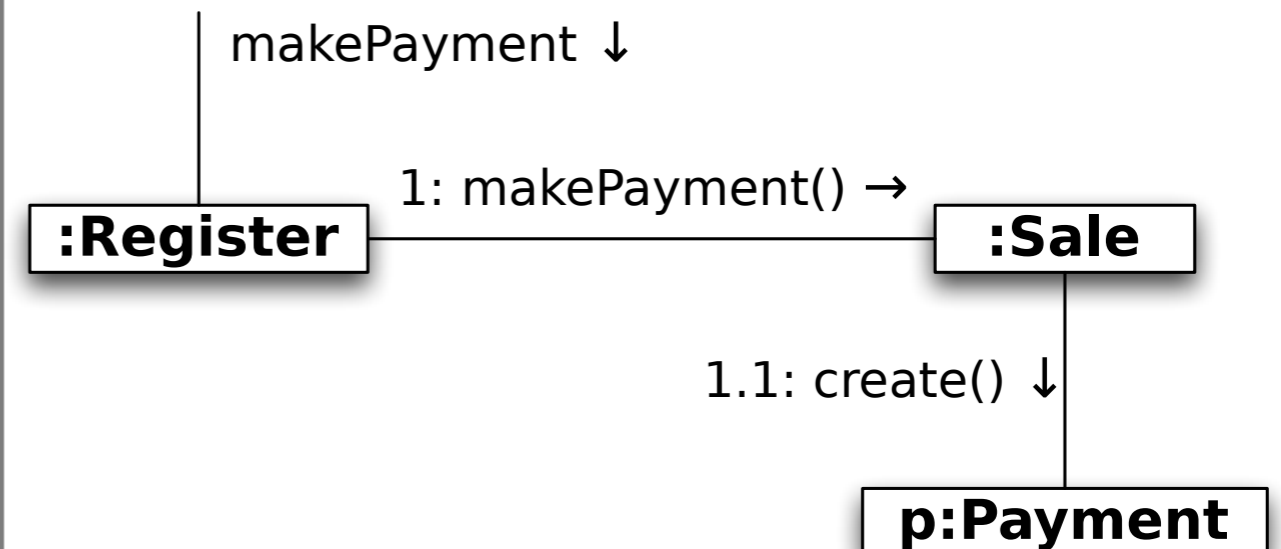 makePayment ↓
1: makePayment() →
:Register
:Sale
1.1: create() ↓
p:Payment